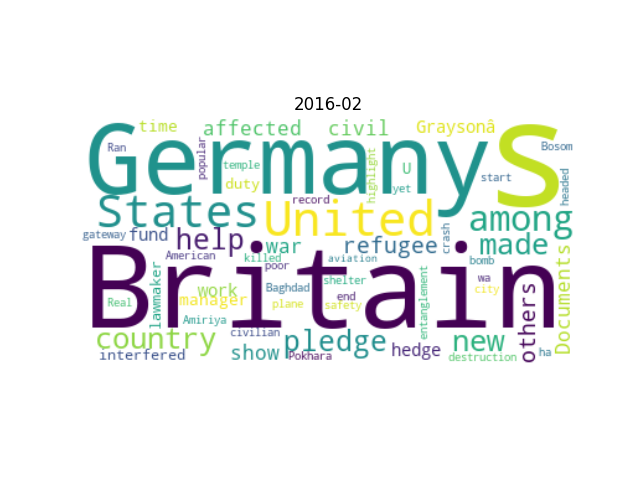 2016-02
time affected civil Graysonâ
Germany S
Ran popular temple highlight U start Bosom headed
duty yet
States record United among
gateway fund help war refugee crash made
American killed poor aviation bomb
Britain
Real lawmaker work manager Baghdad shelter entanglement wa city Documents
plane end safety
Amiriya
country civilian pledge new others
interfered show Pokhara hedge destruction ha